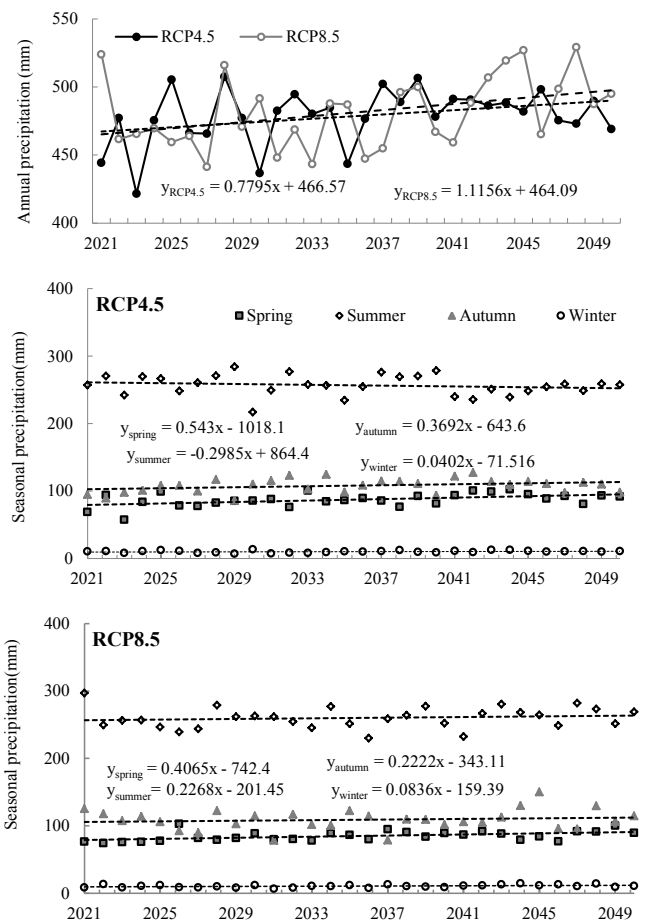 550
RCP4.5 RCP8.5
500
450
400
Annual precipitation (mm)
yRCP4.5 = 0.7795x + 466.57
yRCP8.5 = 1.1156x + 464.09
2021 2025 2029 2033 2037 2041 2045 2049
400
RCP4.5
Spring Summer Autumn Winter
300
200
100
0
Seasonal precipitation(mm)
yspring = 0.543x - 1018.1
yautumn = 0.3692x - 643.6
ysummer = -0.2985x + 864.4
ywinter = 0.0402x - 71.516
2021 2025 2029 2033 2037 2041 2045 2049
400
RCP8.5
300
200
100
0
Seasonal precipitation(mm)
yspring = 0.4065x - 742.4
yautumn = 0.2222x - 343.11
ysummer = 0.2268x - 201.45
ywinter = 0.0836x - 159.39
2021 2025 2029 2033 2037 2041 2045 2049